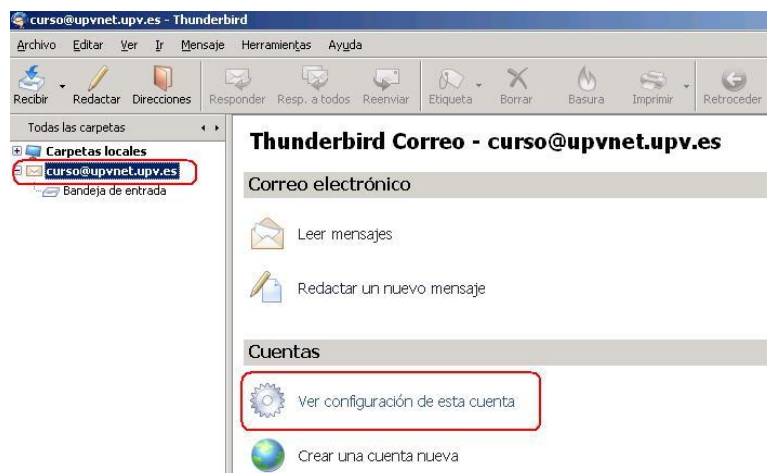 curso@upvnet.upv.es - Thunderbird
Archivo Editar Ver Ir Mensaje Herramientas Ayuda
Recibir Redactar Direcciones Responder Resp. a todos Reenviar Etiqueta Borrar Basura Imprimir Retroceder
Todas las carpetas
Carpetas locales
curso@upvnet.upv.es
Bandeja de entrada
Thunderbird Correo - curso@upvnet.upv.es
Correo electrónico
Leer mensajes
Redactar un nuevo mensaje
Cuentas
Ver configuración de esta cuenta
Crear una cuenta nueva